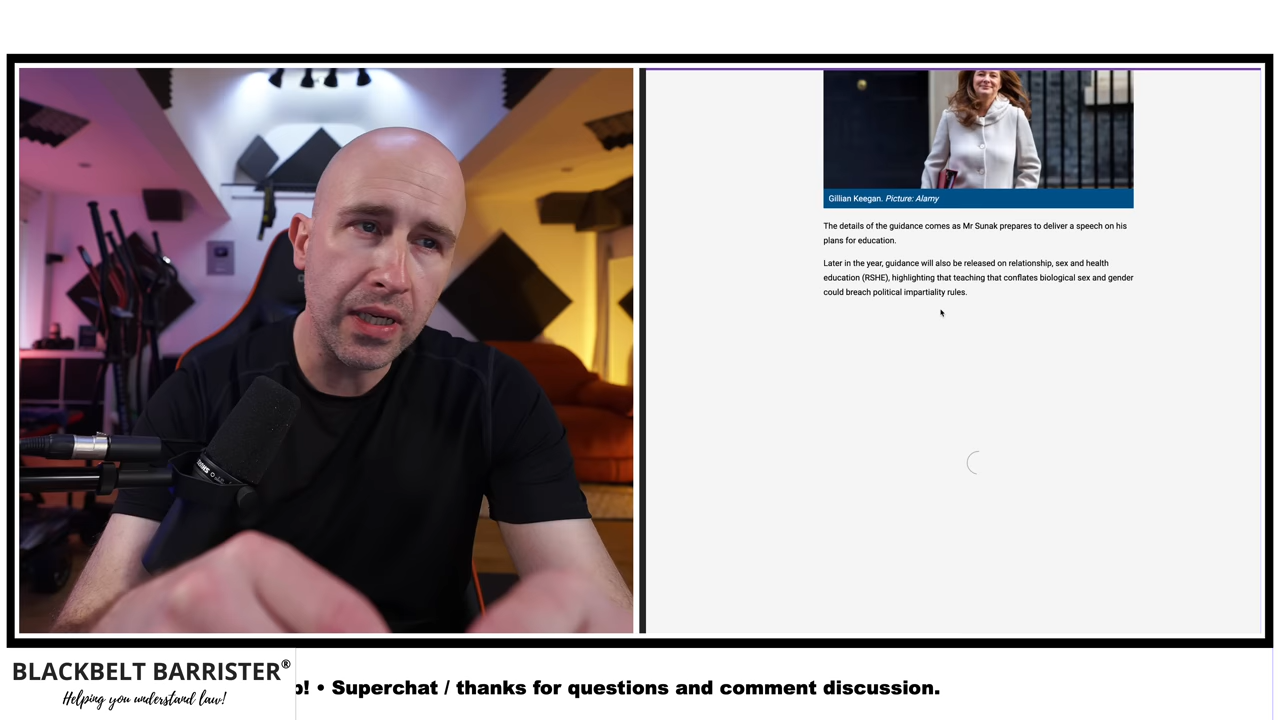 Gillian Keegan. Picture: Alamy
The details of the guidance comes as Mr Sunak prepares to deliver a speech on his
plans for education.
Later in the year, guidance will also be released on relationship, sex and health
education (RSHE), highlighting that teaching that conflates biological sex and gender
could breach political impartiality rules.
BLACKBELT BARRISTER®
Helping you understand law!
! • Superchat / thanks for questions and comment discussion.